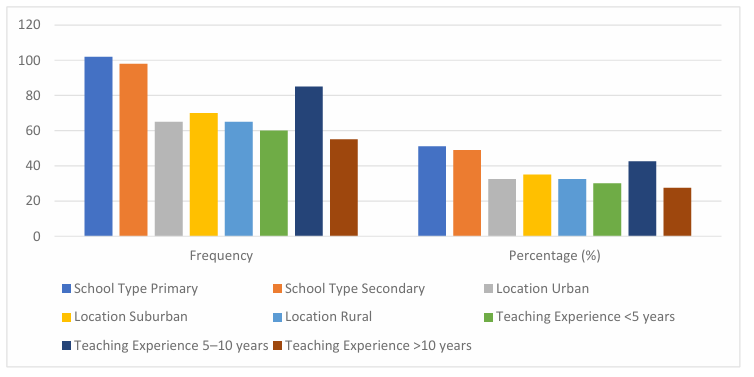 120
100
80
60
40
20
0
Frequency
Percentage (%)
School Type Primary
School Type Secondary
Location Urban
Location Suburban
Location Rural
Teaching Experience <5 years
Teaching Experience 5–10 years
Teaching Experience >10 years